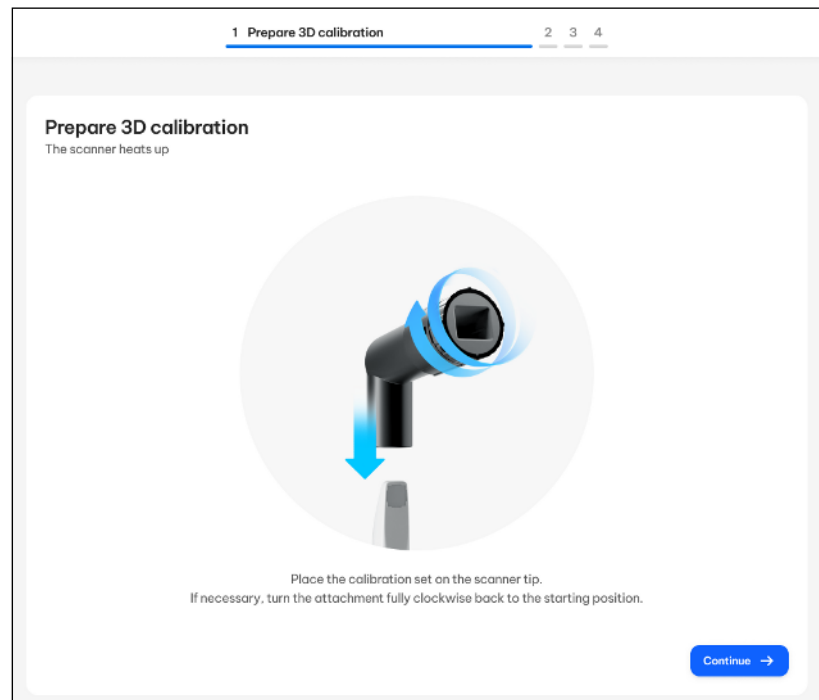 1 Prepare 3D calibration 2 3 4
Prepare 3D calibration
The scanner heats up
Place the calibration set on the scanner tip.
If necessary, turn the attachment fully clockwise back to the starting position.
Continue →